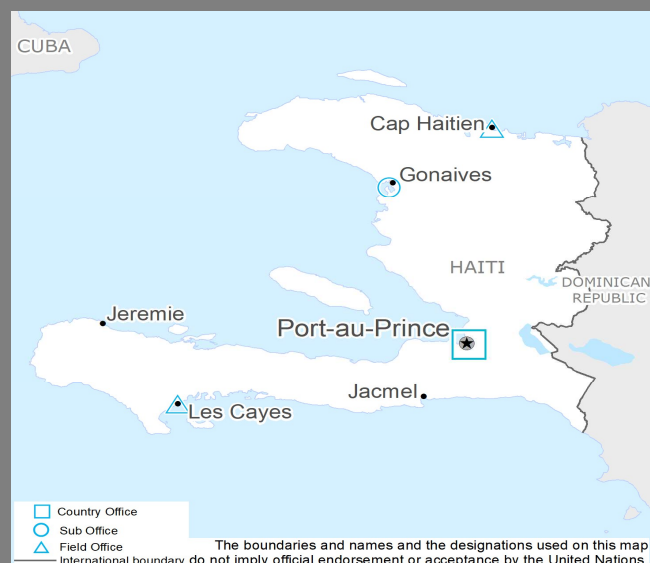 CUBA
Cap Haitien
Gonaives
HAITI
DOMINICAN
REPUBLIC
Jeremie
Port-au-Prince
Jacmel
Les Cayes
Country Office
Sub Office
Field Office
The boundaries and names and the designations used on this map
International boundary do not imply official endorsement or acceptance by the United Nations